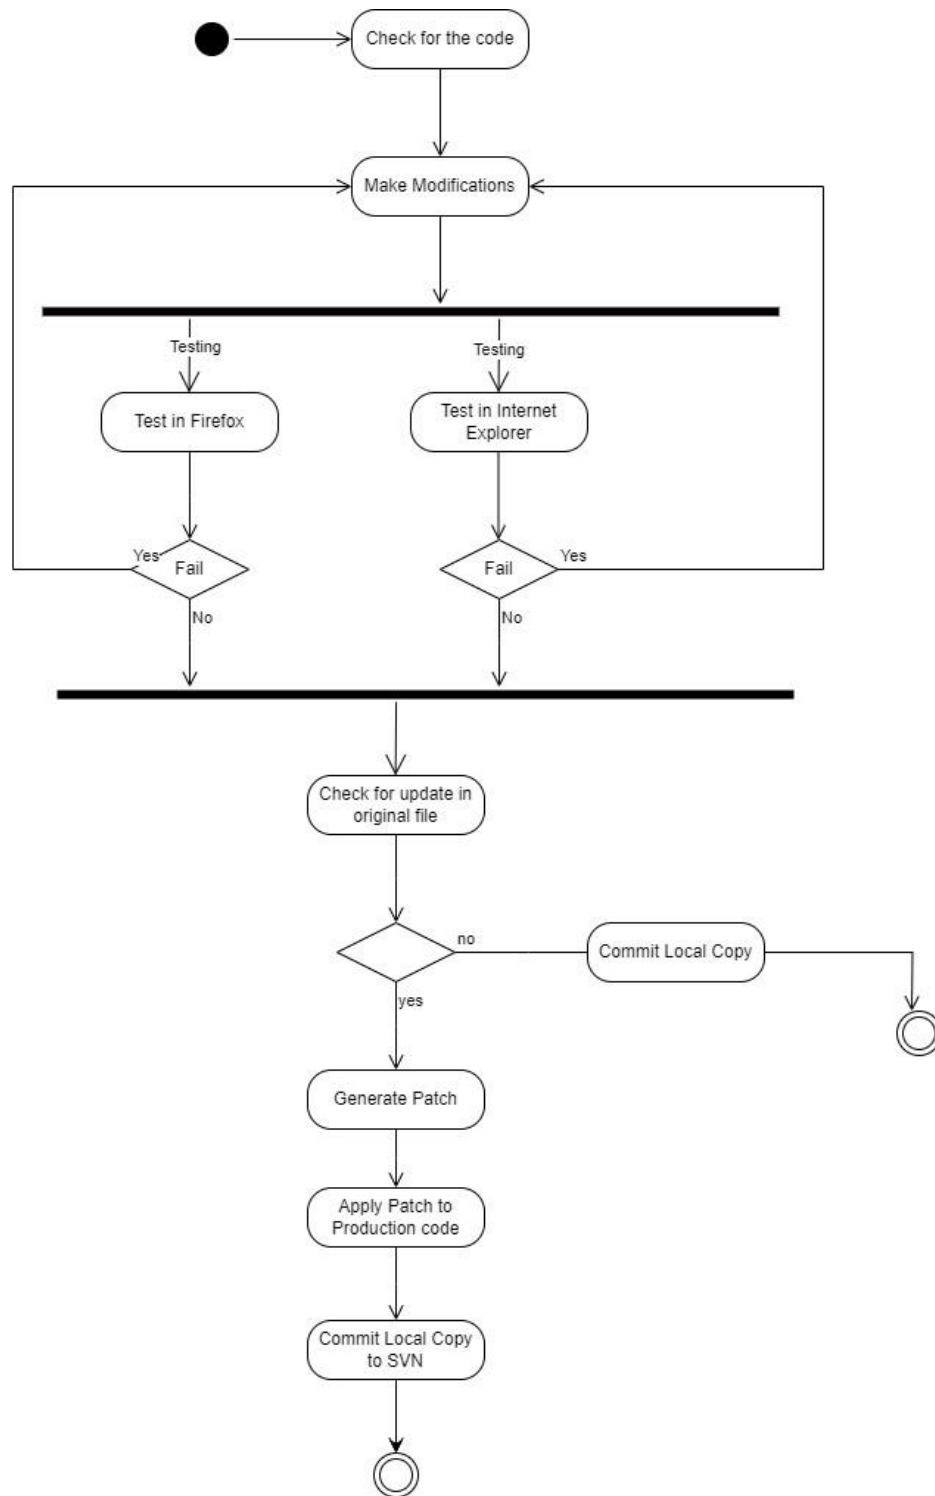 Check for the code
Make Modifications
Testing
Testing
Test in Firefox
Test in Internet
Explorer
Yes
Fail
Fail
Yes
No
No
Check for update in
original file
no
Commit Local Copy
yes
Generate Patch
Apply Patch to
Production code
Commit Local Copy
to SVN